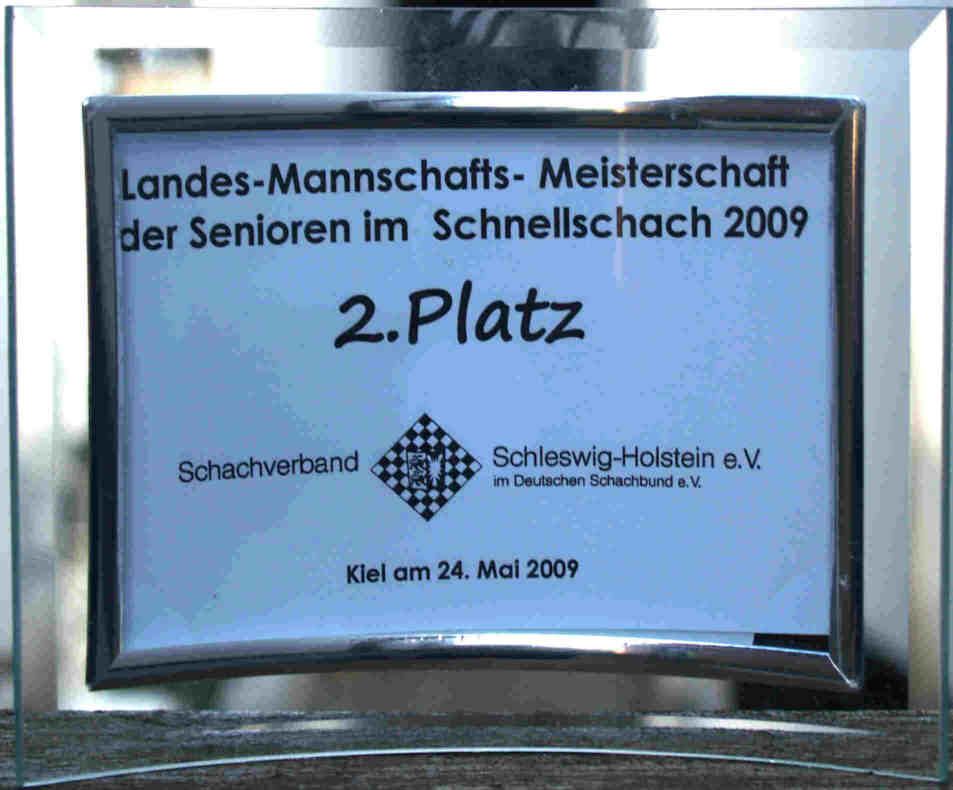 Landes-Mannschafts- Meisterschaft
der Senioren im Schnellschach 2009
2.Platz
Schachverband Schleswig-Holstein e.V.
im Deutschen Schachbund e.V.
Kiel am 24. Mai 2009